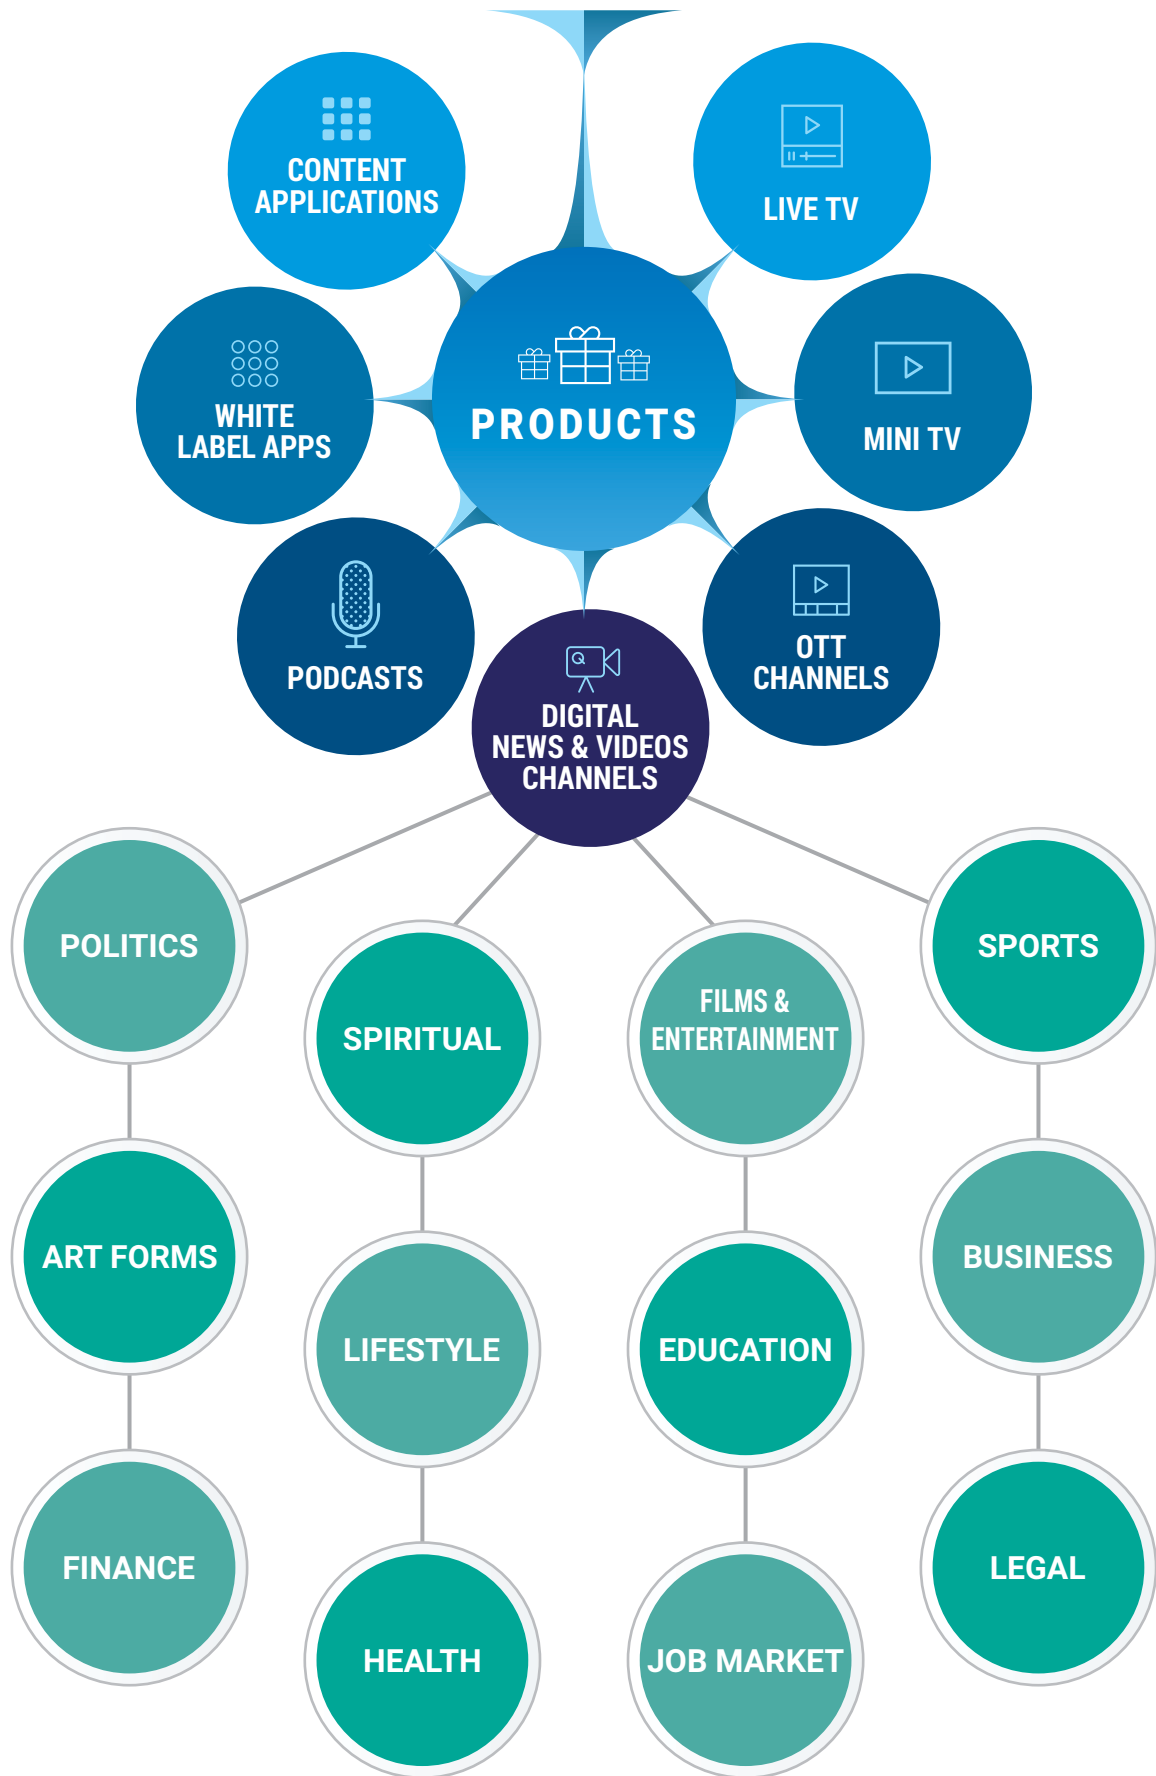 CONTENT
APPLICATIONS
LIVE TV
WHITE
LABEL APPS
PRODUCTS
MINI TV
PODCASTS
OTT
CHANNELS
DIGITAL
NEWS & VIDEOS
CHANNELS
POLITICS
SPIRITUAL
FILMS &
ENTERTAINMENT
SPORTS
ART FORMS
LIFESTYLE
EDUCATION
BUSINESS
FINANCE
HEALTH
JOB MARKET
LEGAL